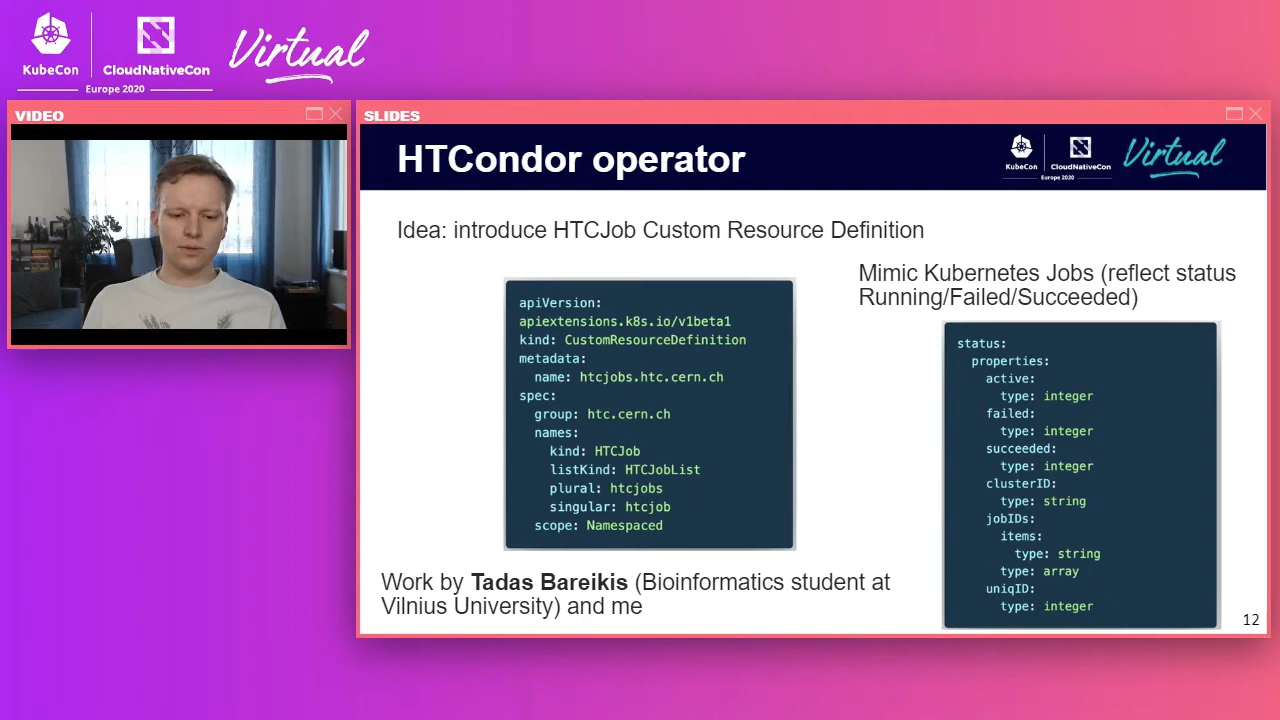 KubeCon
CloudNativeCon
Europe 2020
Virtual
VIDEO
SLIDES
HTCondor operator
KubeCon
CloudNativeCon
Europe 2020
Virtual
Idea: introduce HTCJob Custom Resource Definition
apiVersion:
apiextensions.k8s.io/v1beta1
kind: CustomResourceDefinition
metadata:
name: htcjobs.htc.cern.ch
spec:
group: htc.cern.ch
names:
kind: HTCJob
listKind: HTCJobList
plural: htcjobs
singular: htcjob
scope: Namespaced
Mimic Kubernetes Jobs (reflect status
Running/Failed/Succeeded)
status:
properties:
active:
type: integer
failed:
type: integer
succeeded:
type: integer
clusterID:
type: string
jobIDs:
items:
type: string
type: array
uniqID:
type: integer
Work by Tadas Bareikis (Bioinformatics student at
Vilnius University) and me
12